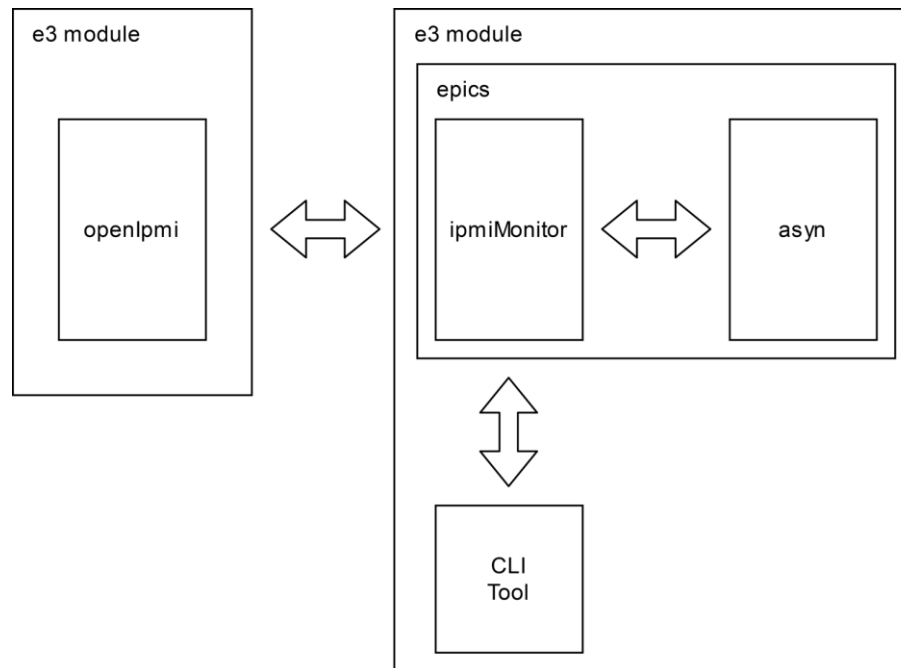 e3 module
openIpmi
e3 module
epics
ipmiMonitor
asyn
CLI
Tool